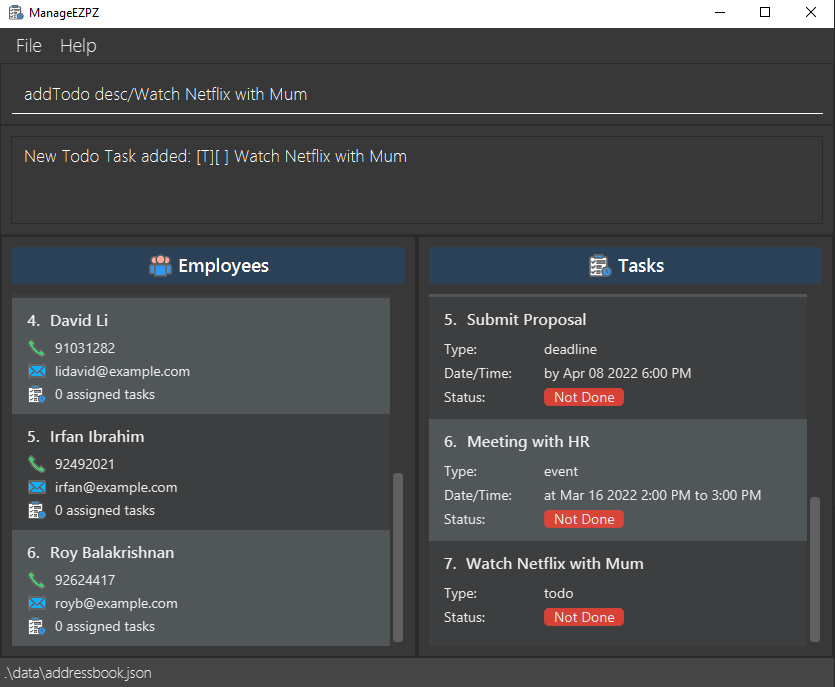 ManageEZPZ
File Help
addTodo desc/Watch Netflix with Mum
New Todo Task added: [T][ ] Watch Netflix with Mum
Employees
4. David Li
91031282
lidavid@example.com
0 assigned tasks
5. Irfan Ibrahim
92492021
irfan@example.com
0 assigned tasks
6. Roy Balakrishnan
92624417
royb@example.com
0 assigned tasks
Tasks
5. Submit Proposal
Type: deadline
Date/Time: by Apr 08 2022 6:00 PM
Status: Not Done
6. Meeting with HR
Type: event
Date/Time: at Mar 16 2022 2:00 PM to 3:00 PM
Status: Not Done
7. Watch Netflix with Mum
Type: todo
Status: Not Done
.\data\addressbook.json